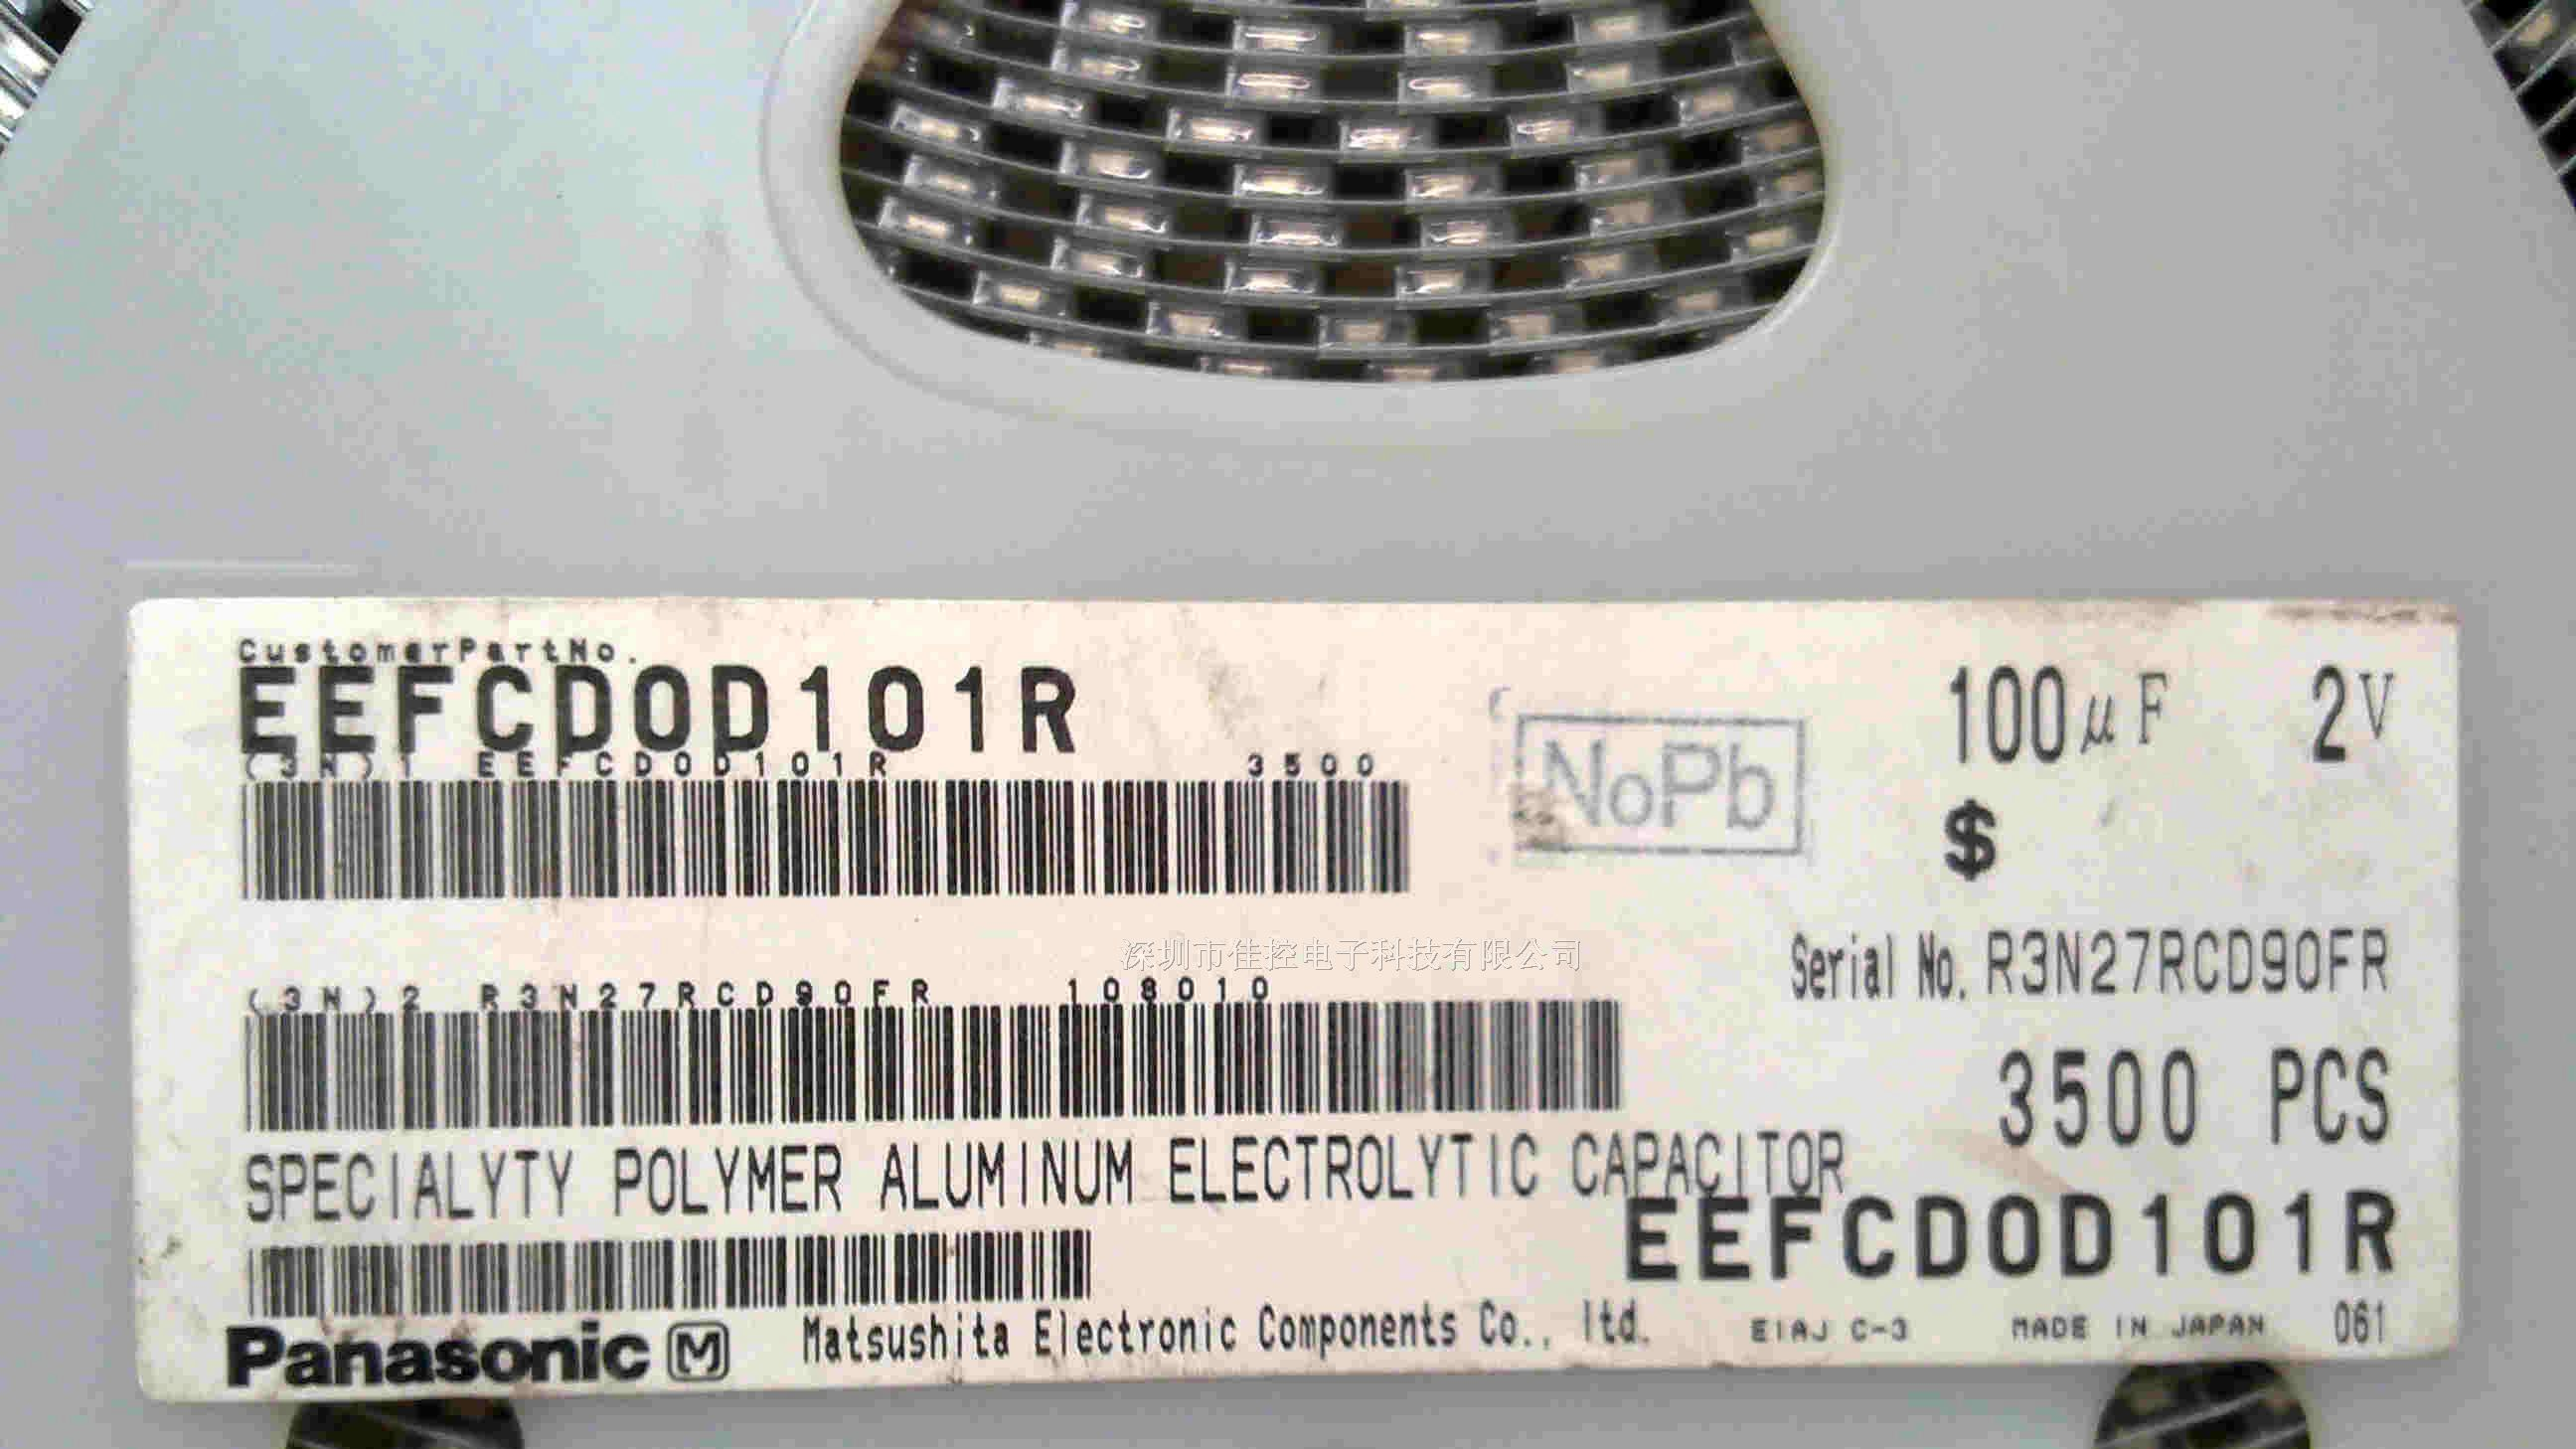 CustomerPartNo.
EEFCD0D101R
(3N)1 EEFCD0D101R 3500
NoPb
100μF 2V
$
深圳市佳控电子科技有限公司
Serial No. R3N27RCD90FR
(3N)2 R3N27RCD90FR 108010
3500 PCS
SPECIALYTY POLYMER ALUMINUM ELECTROLYTIC CAPACITOR
EEFCD0D101R
Panasonic M Matsushita Electronic Components Co., ltd. EIAJ C-3 MADE IN JAPAN 061